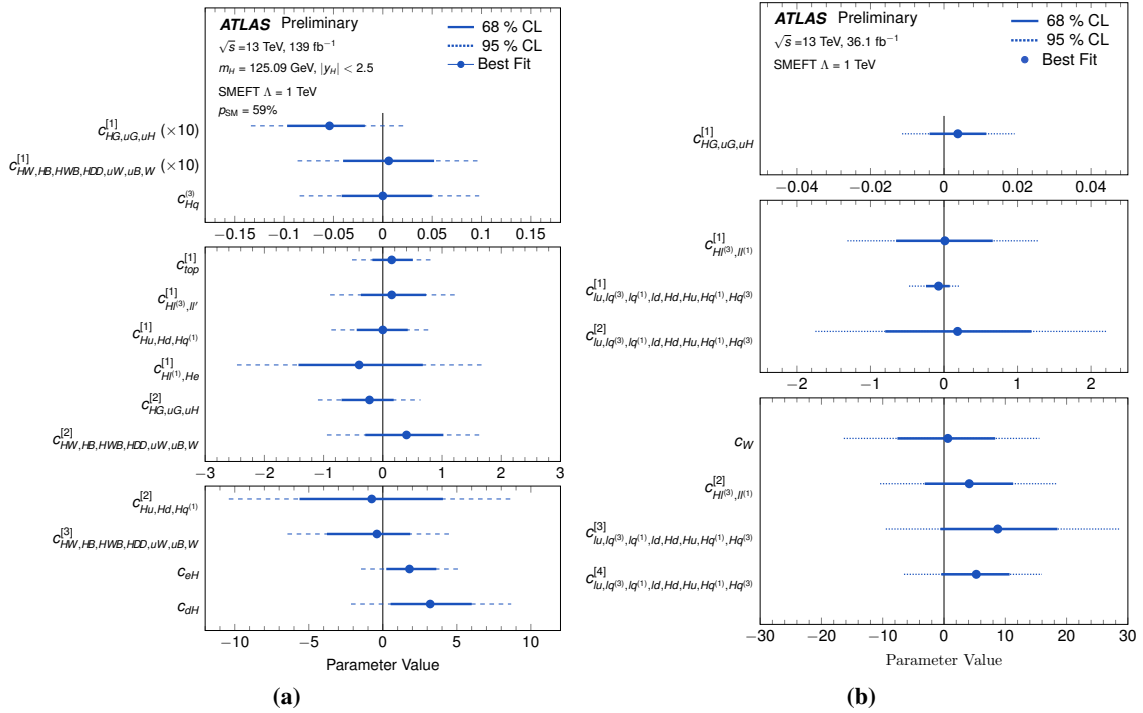 ATLAS Preliminary
√s =13 TeV, 139 fb⁻¹
m_H = 125.09 GeV, |y_H| < 2.5
SMEFT Λ = 1 TeV
p_SM = 59%
68 % CL
95 % CL
Best Fit
c^[1]_HG,uG,uH (×10)
c^[1]_HW,HB,HWB,HDD,uW,uB,W (×10)
c^(3)_Hq
−0.15 −0.1 −0.05 0 0.05 0.1 0.15
c^[1]_top
c^[1]_Hl⁽³⁾,ll′
c^[1]_Hu,Hd,Hq⁽¹⁾
c^[1]_Hl⁽¹⁾,He
c^[2]_HG,uG,uH
c^[2]_HW,HB,HWB,HDD,uW,uB,W
−3 −2 −1 0 1 2 3
c^[2]_Hu,Hd,Hq⁽¹⁾
c^[3]_HW,HB,HWB,HDD,uW,uB,W
c_eH
c_dH
−10 −5 0 5 10
Parameter Value
(a)
ATLAS Preliminary
√s =13 TeV, 36.1 fb⁻¹
SMEFT Λ = 1 TeV
68 % CL
95 % CL
Best Fit
c^[1]_HG,uG,uH
−0.04 −0.02 0 0.02 0.04
c^[1]_Hl⁽³⁾,ll⁽¹⁾
c^[1]_lu,lq⁽³⁾,lq⁽¹⁾,ld,Hd,Hu,Hq⁽¹⁾,Hq⁽³⁾
c^[2]_lu,lq⁽³⁾,lq⁽¹⁾,ld,Hd,Hu,Hq⁽¹⁾,Hq⁽³⁾
−2 −1 0 1 2
c_W
c^[2]_Hl⁽³⁾,ll⁽¹⁾
c^[3]_lu,lq⁽³⁾,lq⁽¹⁾,ld,Hd,Hu,Hq⁽¹⁾,Hq⁽³⁾
c^[4]_lu,lq⁽³⁾,lq⁽¹⁾,ld,Hd,Hu,Hq⁽¹⁾,Hq⁽³⁾
−30 −20 −10 0 10 20 30
Parameter Value
(b)